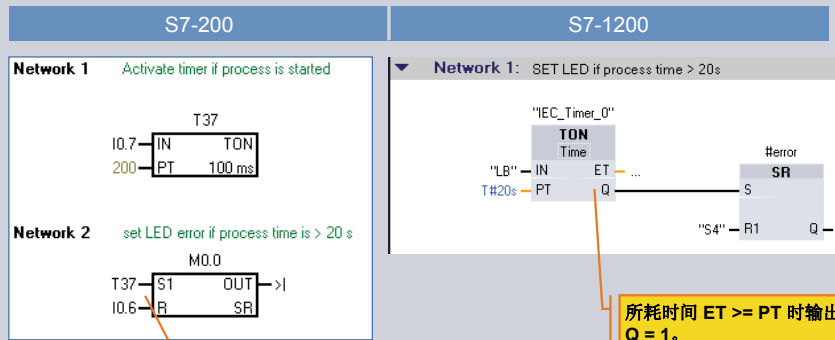 S7-200
S7-1200
Network 1 Activate timer if process is started
T37
I0.7 IN TON
200 PT 100 ms
Network 2 set LED error if process time is > 20 s
M0.0
T37 S1 OUT
I0.6 R SR
Network 1: SET LED if process time > 20s
"IEC_Timer_0"
TON
Time
"LB" IN ET ...
T#20s PT Q
#error
SR
S
"S4" R1 Q
所耗时间 ET >= PT 时输出
Q = 1。